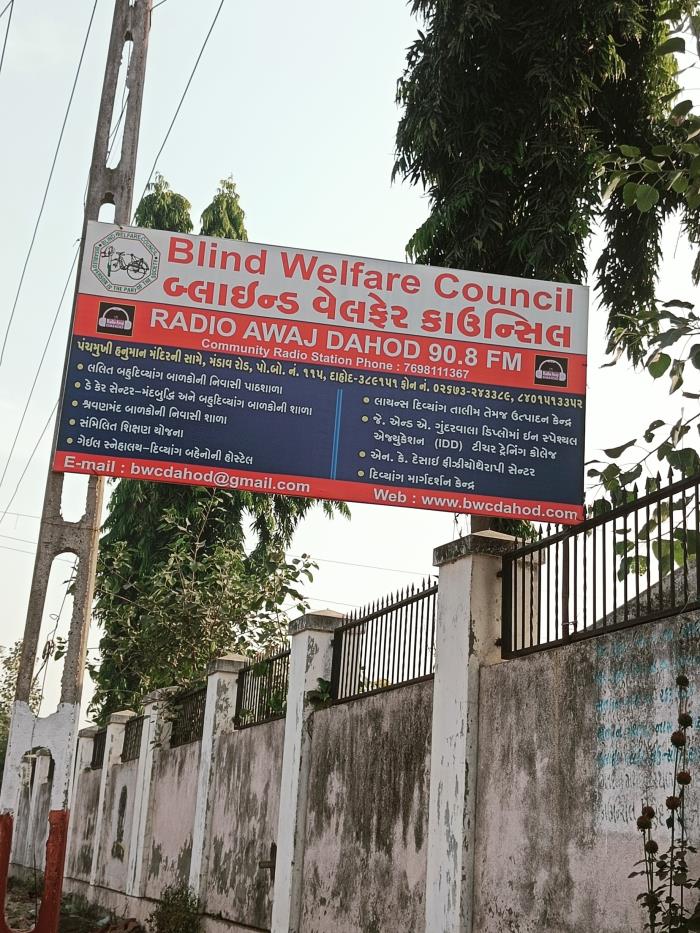 Blind Welfare Council
બ્લાઇન્ડ વેલફેર કાઉન્સિલ
RADIO AWAJ DAHOD 90.8 FM
Community Radio Station Phone : 7698111367
પંચમુખી હનુમાન મંદિરની સામે, મંડાવ રોડ, પો.બો. નં. ૧૧૫, દાહોદ-૩૮૯૧૫૧ ફોન નં. ૦૨૬૭૩-૨૪૩૩૮૬, ૮૪૦૧૫૧૩૩૫૨
• લલિત બહુદિવ્યાંગ બાળકોની નિવાસી પાઠશાળા
• ડે કેર સેન્ટર-મંદબુદ્ધિ અને બહુદિવ્યાંગ બાળકોની શાળા
• શ્રવણમંદ બાળકોની નિવાસી શાળા
• સંમિલિત શિક્ષણ યોજના
• ગેઇલ સ્નેહાલય-દિવ્યાંગ બહેનોની હોસ્ટેલ
• લાયન્સ દિવ્યાંગ તાલીમ તેમજ ઉત્પાદન કેન્દ્ર
• જે. એન્ડ એ. ગુંદરવાલા ડિપ્લોમાં ઇન સ્પેશ્યલ
એજ્યુકેશન (IDD) ટીચર ટ્રેનિંગ કોલેજ
• એન. કે. દેસાઇ ફીઝીયોથેરાપી સેન્ટર
• દિવ્યાંગ માર્ગદર્શન કેન્દ્ર
E-mail : bwcdahod@gmail.com
Web : www.bwcdahod.com